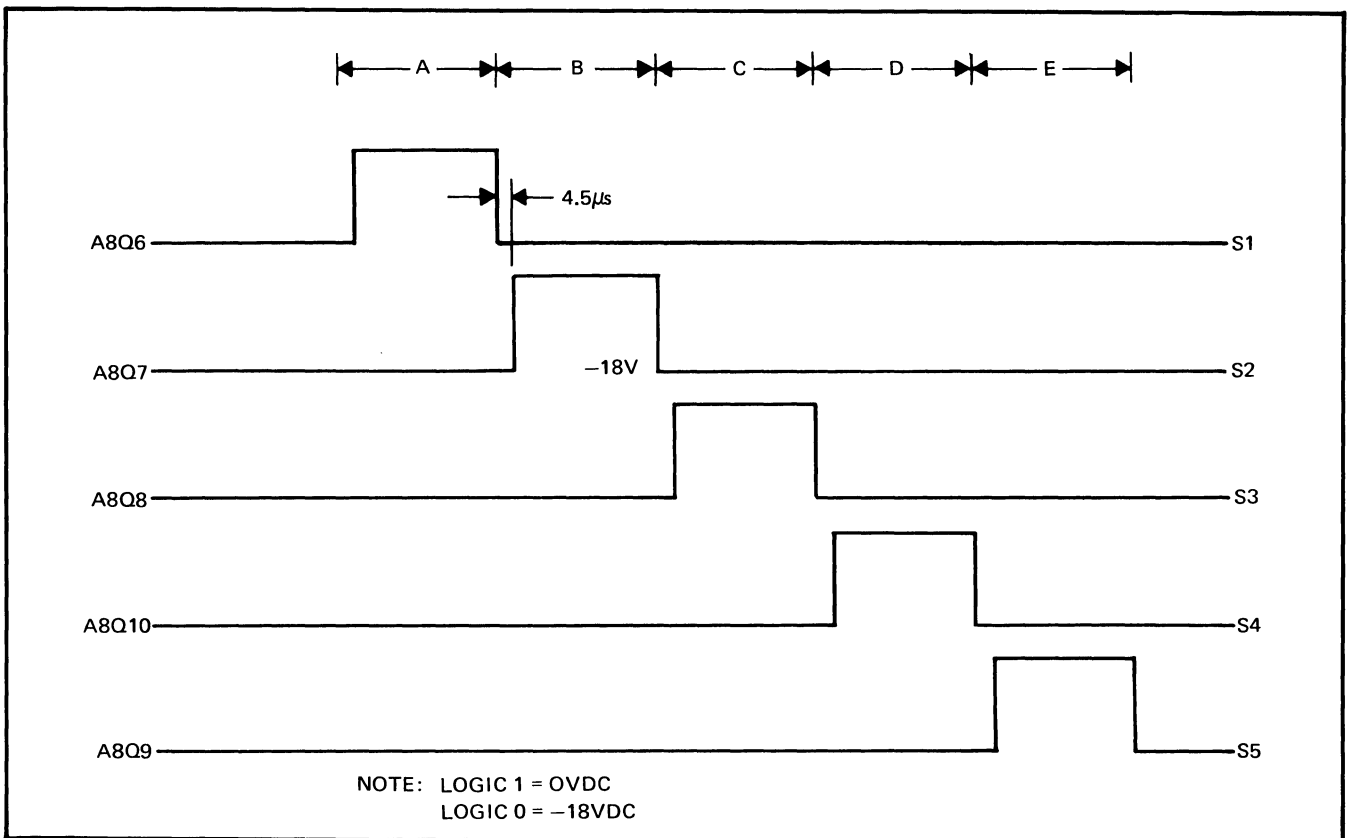 A B C D E
4.5μs
A8Q6 S1
A8Q7 −18V S2
A8Q8 S3
A8Q10 S4
A8Q9 S5
NOTE: LOGIC 1 = 0VDC
LOGIC 0 = −18VDC